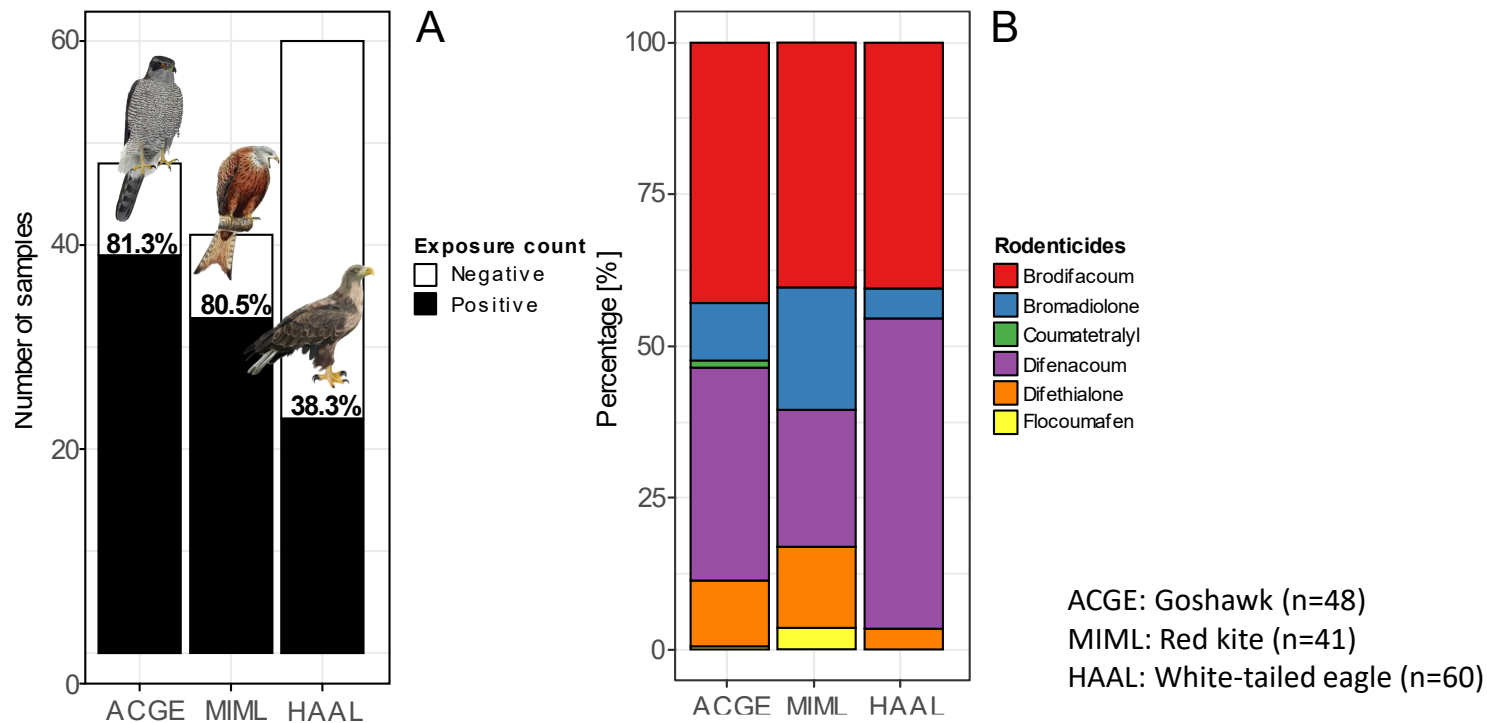 A
Number of samples
60
40
20
0
81.3%
80.5%
38.3%
ACGE MIML HAAL
Exposure count
Negative
Positive
B
Percentage [%]
100
75
50
25
0
ACGE MIML HAAL
Rodenticides
Brodifacoum
Bromadiolone
Coumatetralyl
Difenacoum
Difethialone
Flocoumafen
ACGE: Goshawk (n=48)
MIML: Red kite (n=41)
HAAL: White-tailed eagle (n=60)